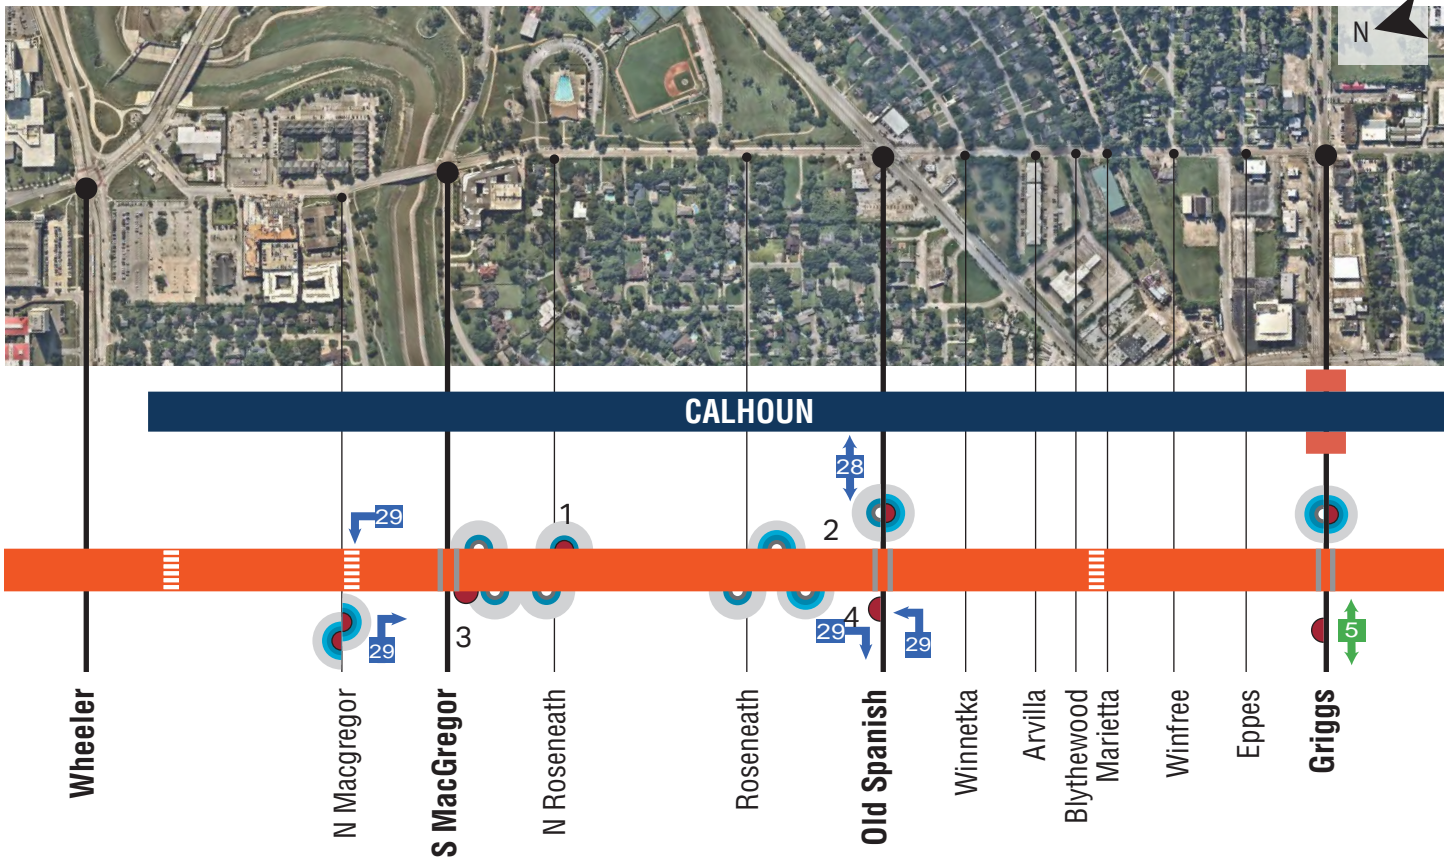 N
CALHOUN
28
29
1
2
29
3
29
4
29
5
Wheeler
N Macgregor
S MacGregor
N Roseneath
Roseneath
Old Spanish
Winnetka
Arvilla
Blythewood
Marietta
Winfree
Eppes
Griggs